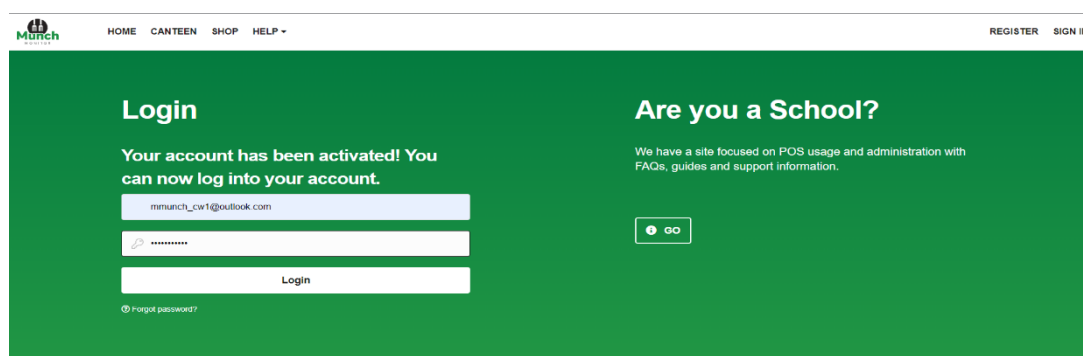 Munch
MONITOR
HOME CANTEEN SHOP HELP
REGISTER SIGN I
Login
Your account has been activated! You
can now log into your account.
mmunch_cw1@outlook.com
•••••••••••
Login
Forgot password?
Are you a School?
We have a site focused on POS usage and administration with
FAQs, guides and support information.
GO